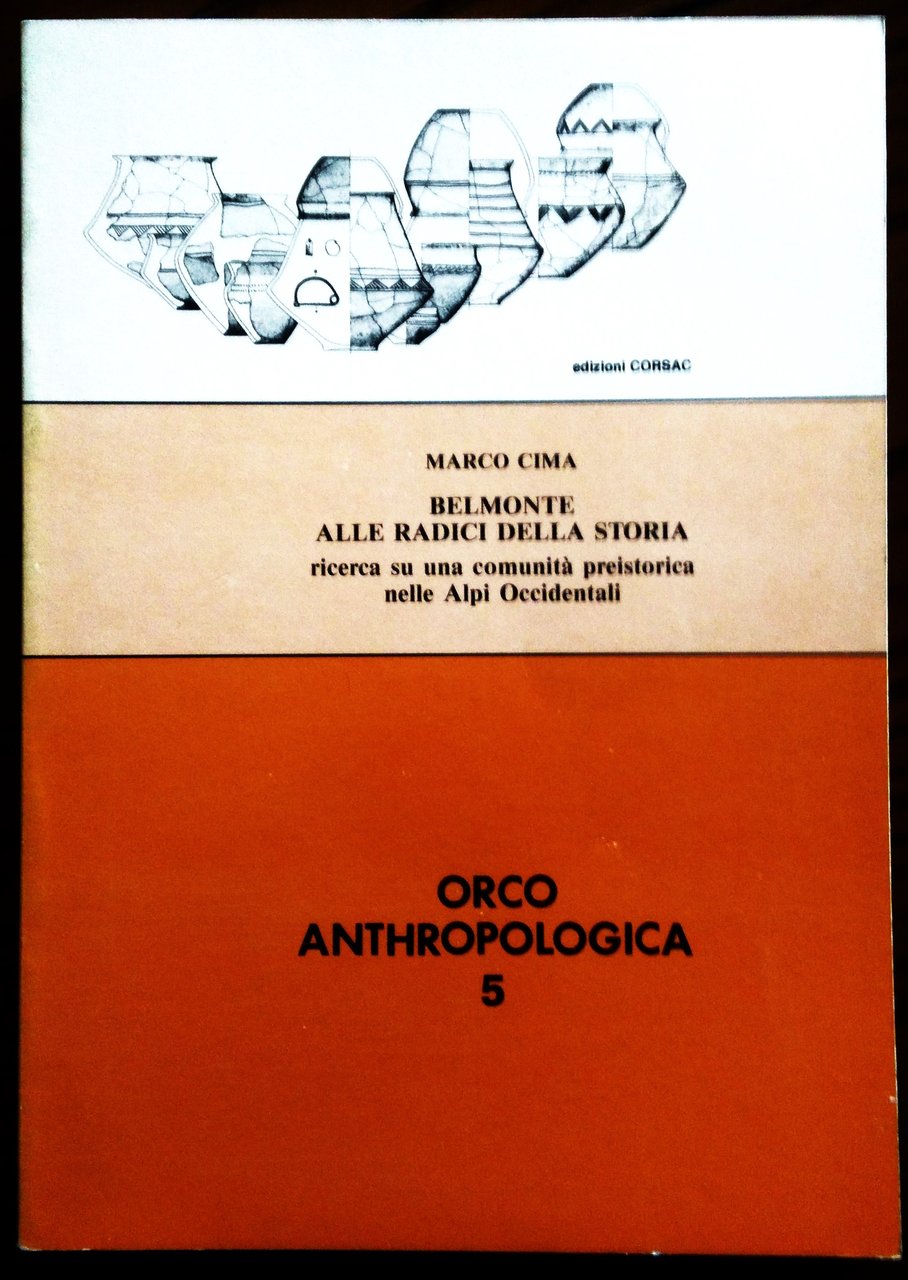 edizioni CORSAC
MARCO CIMA
BELMONTE
ALLE RADICI DELLA STORIA
ricerca su una comunità preistorica
nelle Alpi Occidentali
ORCO
ANTHROPOLOGICA
5